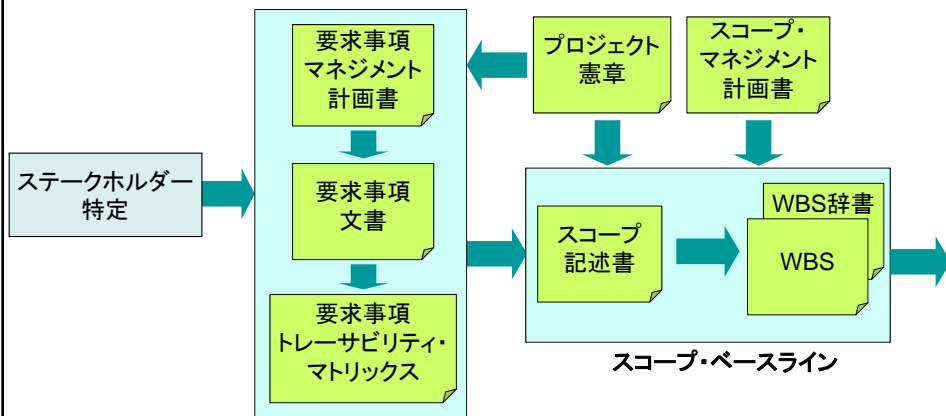 ステークホルダー
特定
要求事項
マネジメント
計画書
要求事項
文書
要求事項
トレーサビリティ・
マトリックス
プロジェクト
憲章
スコープ・
マネジメント
計画書
スコープ
記述書
WBS辞書
WBS
スコープ・ベースライン